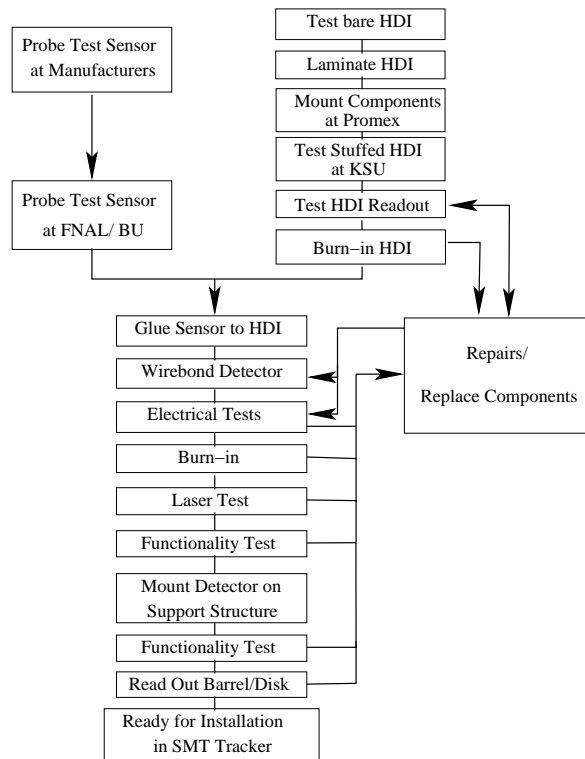 Probe Test Sensor
at Manufacturers
Probe Test Sensor
at FNAL/ BU
Test bare HDI
Laminate HDI
Mount Components
at Promex
Test Stuffed HDI
at KSU
Test HDI Readout
Burn−in HDI
Glue Sensor to HDI
Wirebond Detector
Electrical Tests
Burn−in
Laser Test
Functionality Test
Mount Detector on
Support Structure
Functionality Test
Read Out Barrel/Disk
Ready for Installation
in SMT Tracker
Repairs/
Replace Components